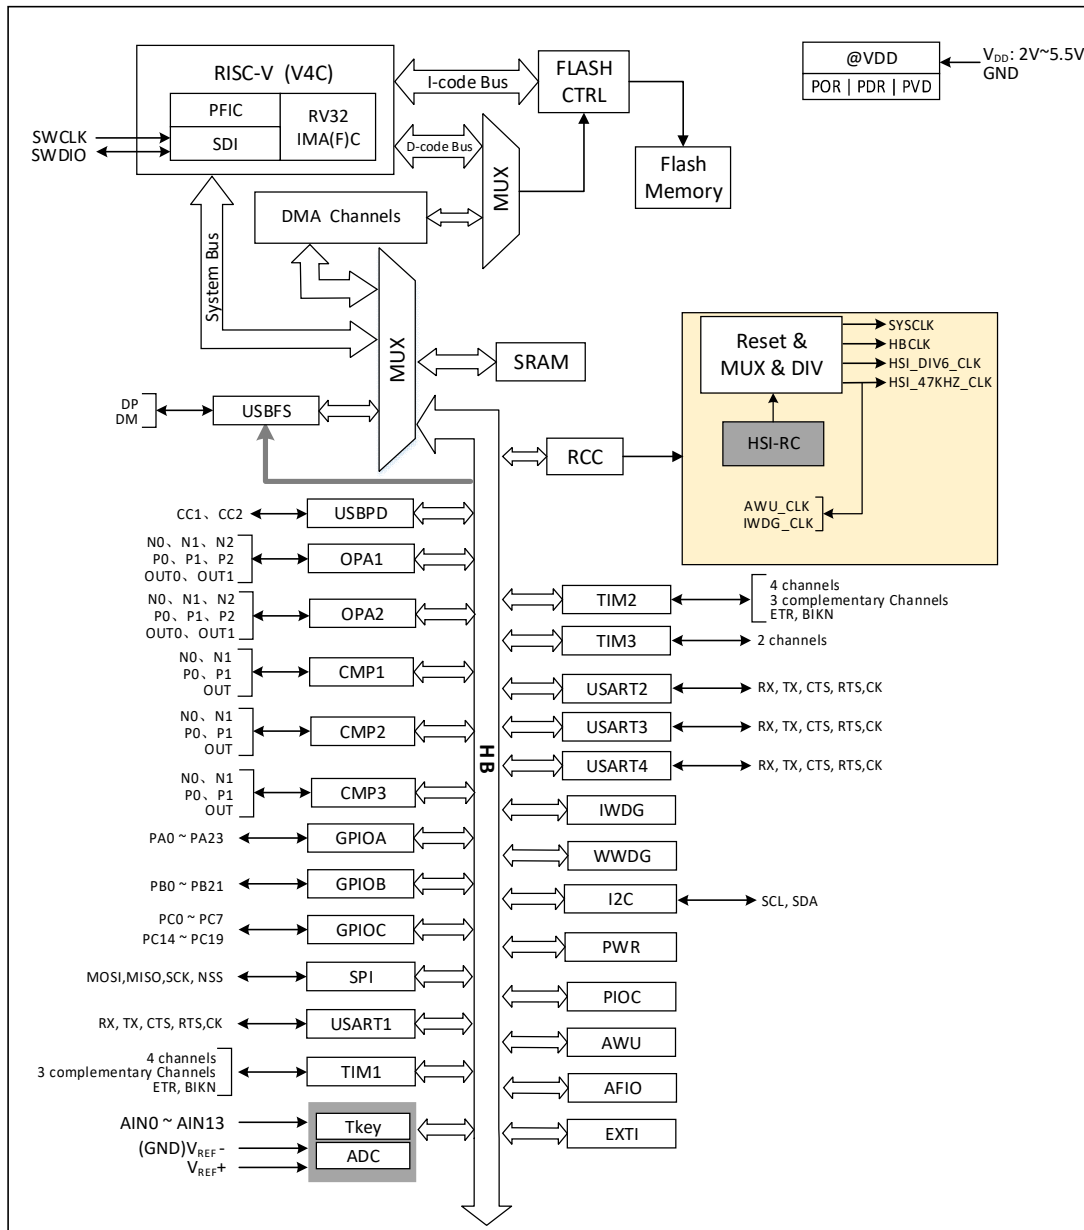 RISC-V (V4C)
PFIC
SDI
RV32
IMA(F)C
SWCLK
SWDIO
I-code Bus
D-code Bus
FLASH
CTRL
Flash
Memory
MUX
@VDD
POR | PDR | PVD
VDD: 2V~5.5V
GND
DMA Channels
System Bus
MUX
SRAM
DP
DM
USBFS
RCC
Reset &
MUX & DIV
HSI-RC
SYSCLK
HBCLK
HSI_DIV6_CLK
HSI_47KHZ_CLK
AWU_CLK
IWDG_CLK
HB
CC1、CC2
USBPD
N0、N1、N2
P0、P1、P2
OUT0、OUT1
OPA1
N0、N1、N2
P0、P1、P2
OUT0、OUT1
OPA2
N0、N1
P0、P1
OUT
CMP1
N0、N1
P0、P1
OUT
CMP2
N0、N1
P0、P1
OUT
CMP3
PA0 ~ PA23
GPIOA
PB0 ~ PB21
GPIOB
PC0 ~ PC7
PC14 ~ PC19
GPIOC
MOSI,MISO,SCK, NSS
SPI
RX, TX, CTS, RTS,CK
USART1
4 channels
3 complementary Channels
ETR, BIKN
TIM1
AIN0 ~ AIN13
(GND)VREF -
VREF+
Tkey
ADC
TIM2
4 channels
3 complementary Channels
ETR, BIKN
TIM3
2 channels
USART2
RX, TX, CTS, RTS,CK
USART3
RX, TX, CTS, RTS,CK
USART4
RX, TX, CTS, RTS,CK
IWDG
WWDG
I2C
SCL, SDA
PWR
PIOC
AWU
AFIO
EXTI